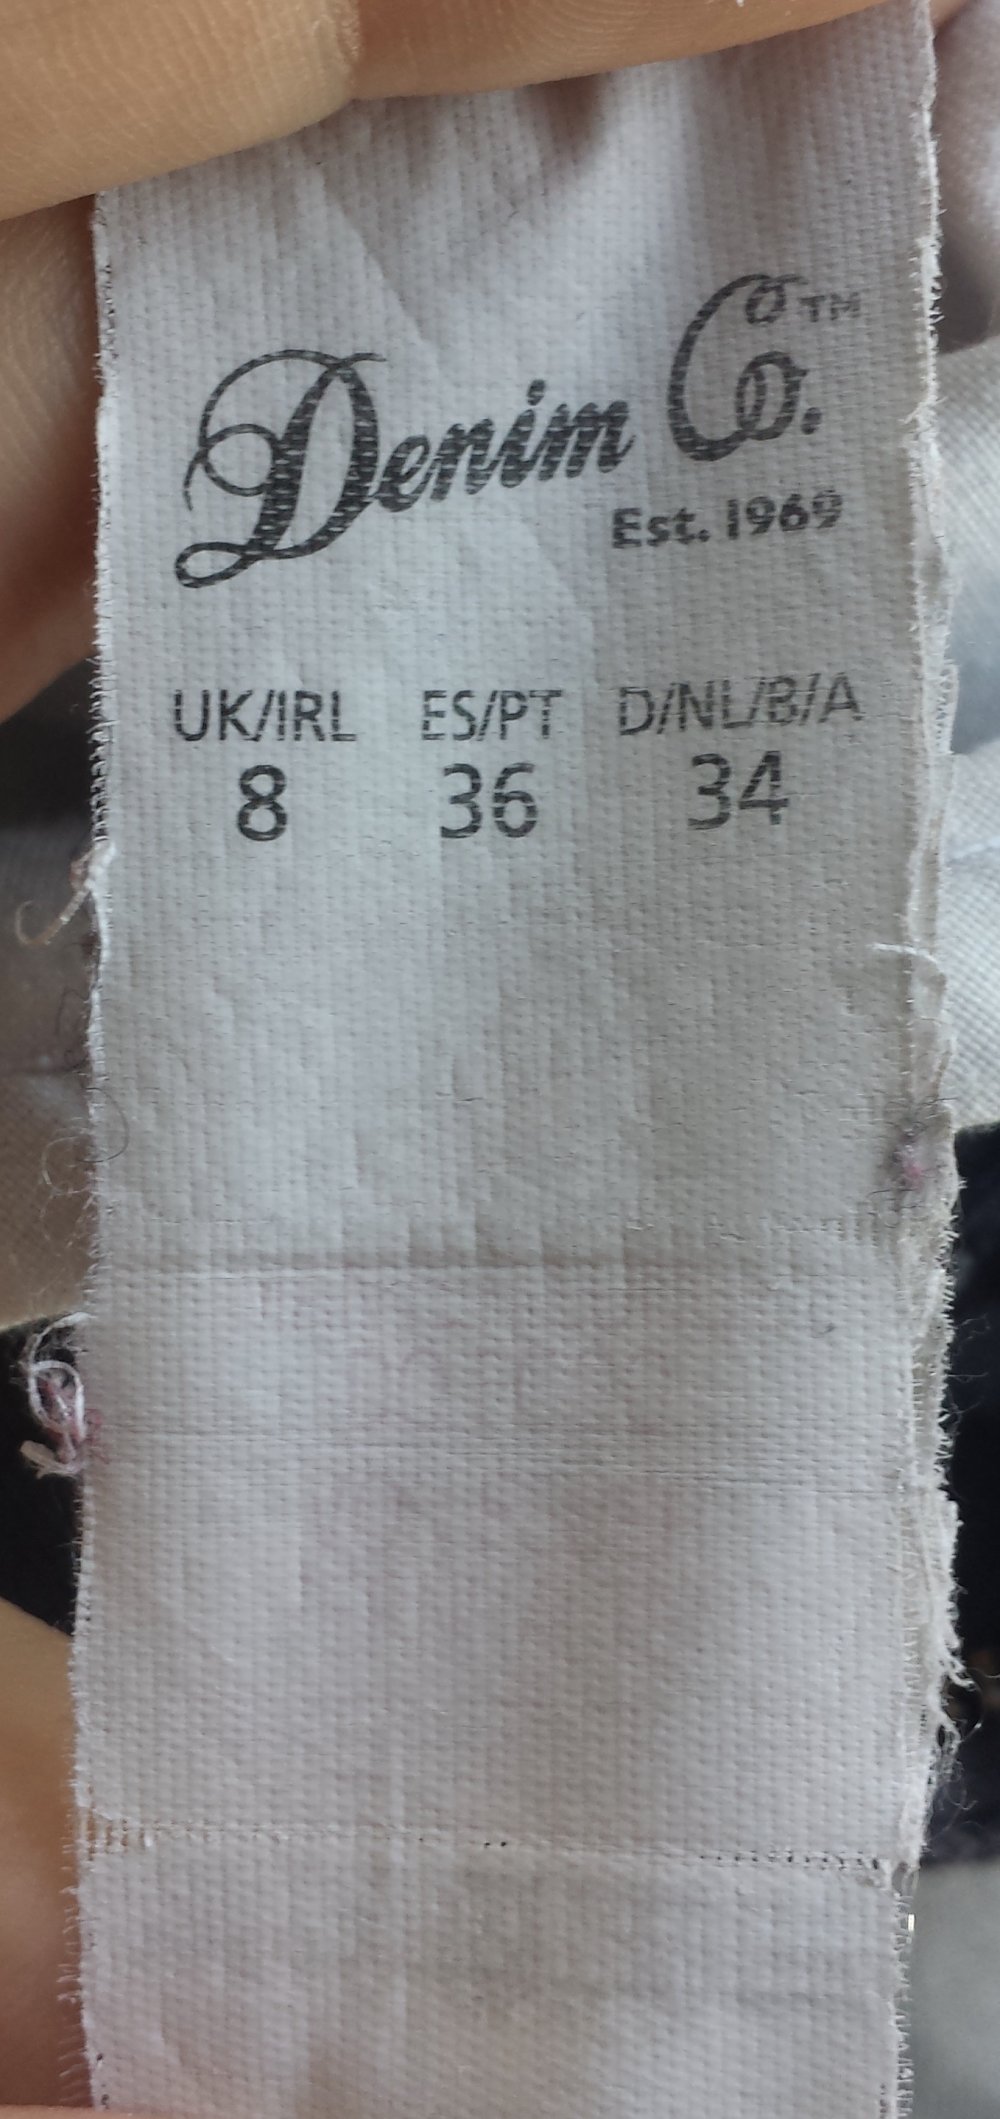 Denim Co.™
Est. 1969
UK/IRL ES/PT D/NL/B/A
8 36 34